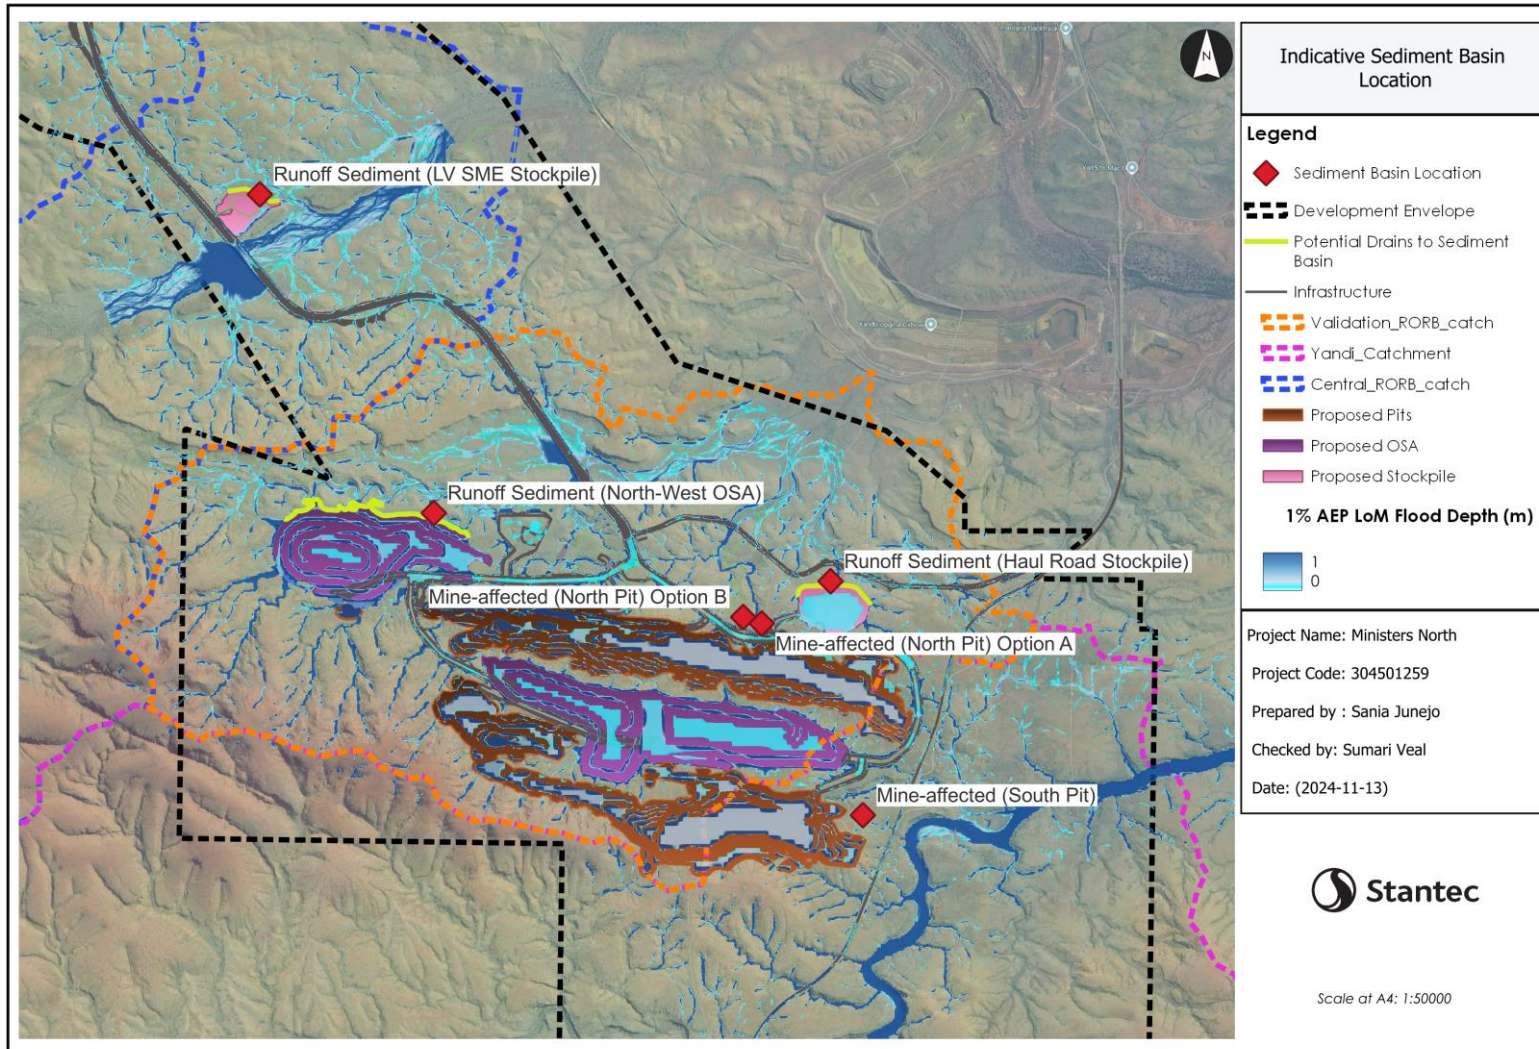 Indicative Sediment Basin
Location
Legend
Sediment Basin Location
Development Envelope
Potential Drains to Sediment
Basin
Infrastructure
Validation_RORB_catch
Yandi_Catchment
Central_RORB_catch
Proposed Pits
Proposed OSA
Proposed Stockpile
1% AEP LoM Flood Depth (m)
1
0
Project Name: Ministers North
Project Code: 304501259
Prepared by : Sania Junejo
Checked by: Sumari Veal
Date: (2024-11-13)
Stantec
Scale at A4: 1:50000
N
Runoff Sediment (LV SME Stockpile)
Runoff Sediment (North-West OSA)
Runoff Sediment (Haul Road Stockpile)
Mine-affected (North Pit) Option B
Mine-affected (North Pit) Option A
Mine-affected (South Pit)